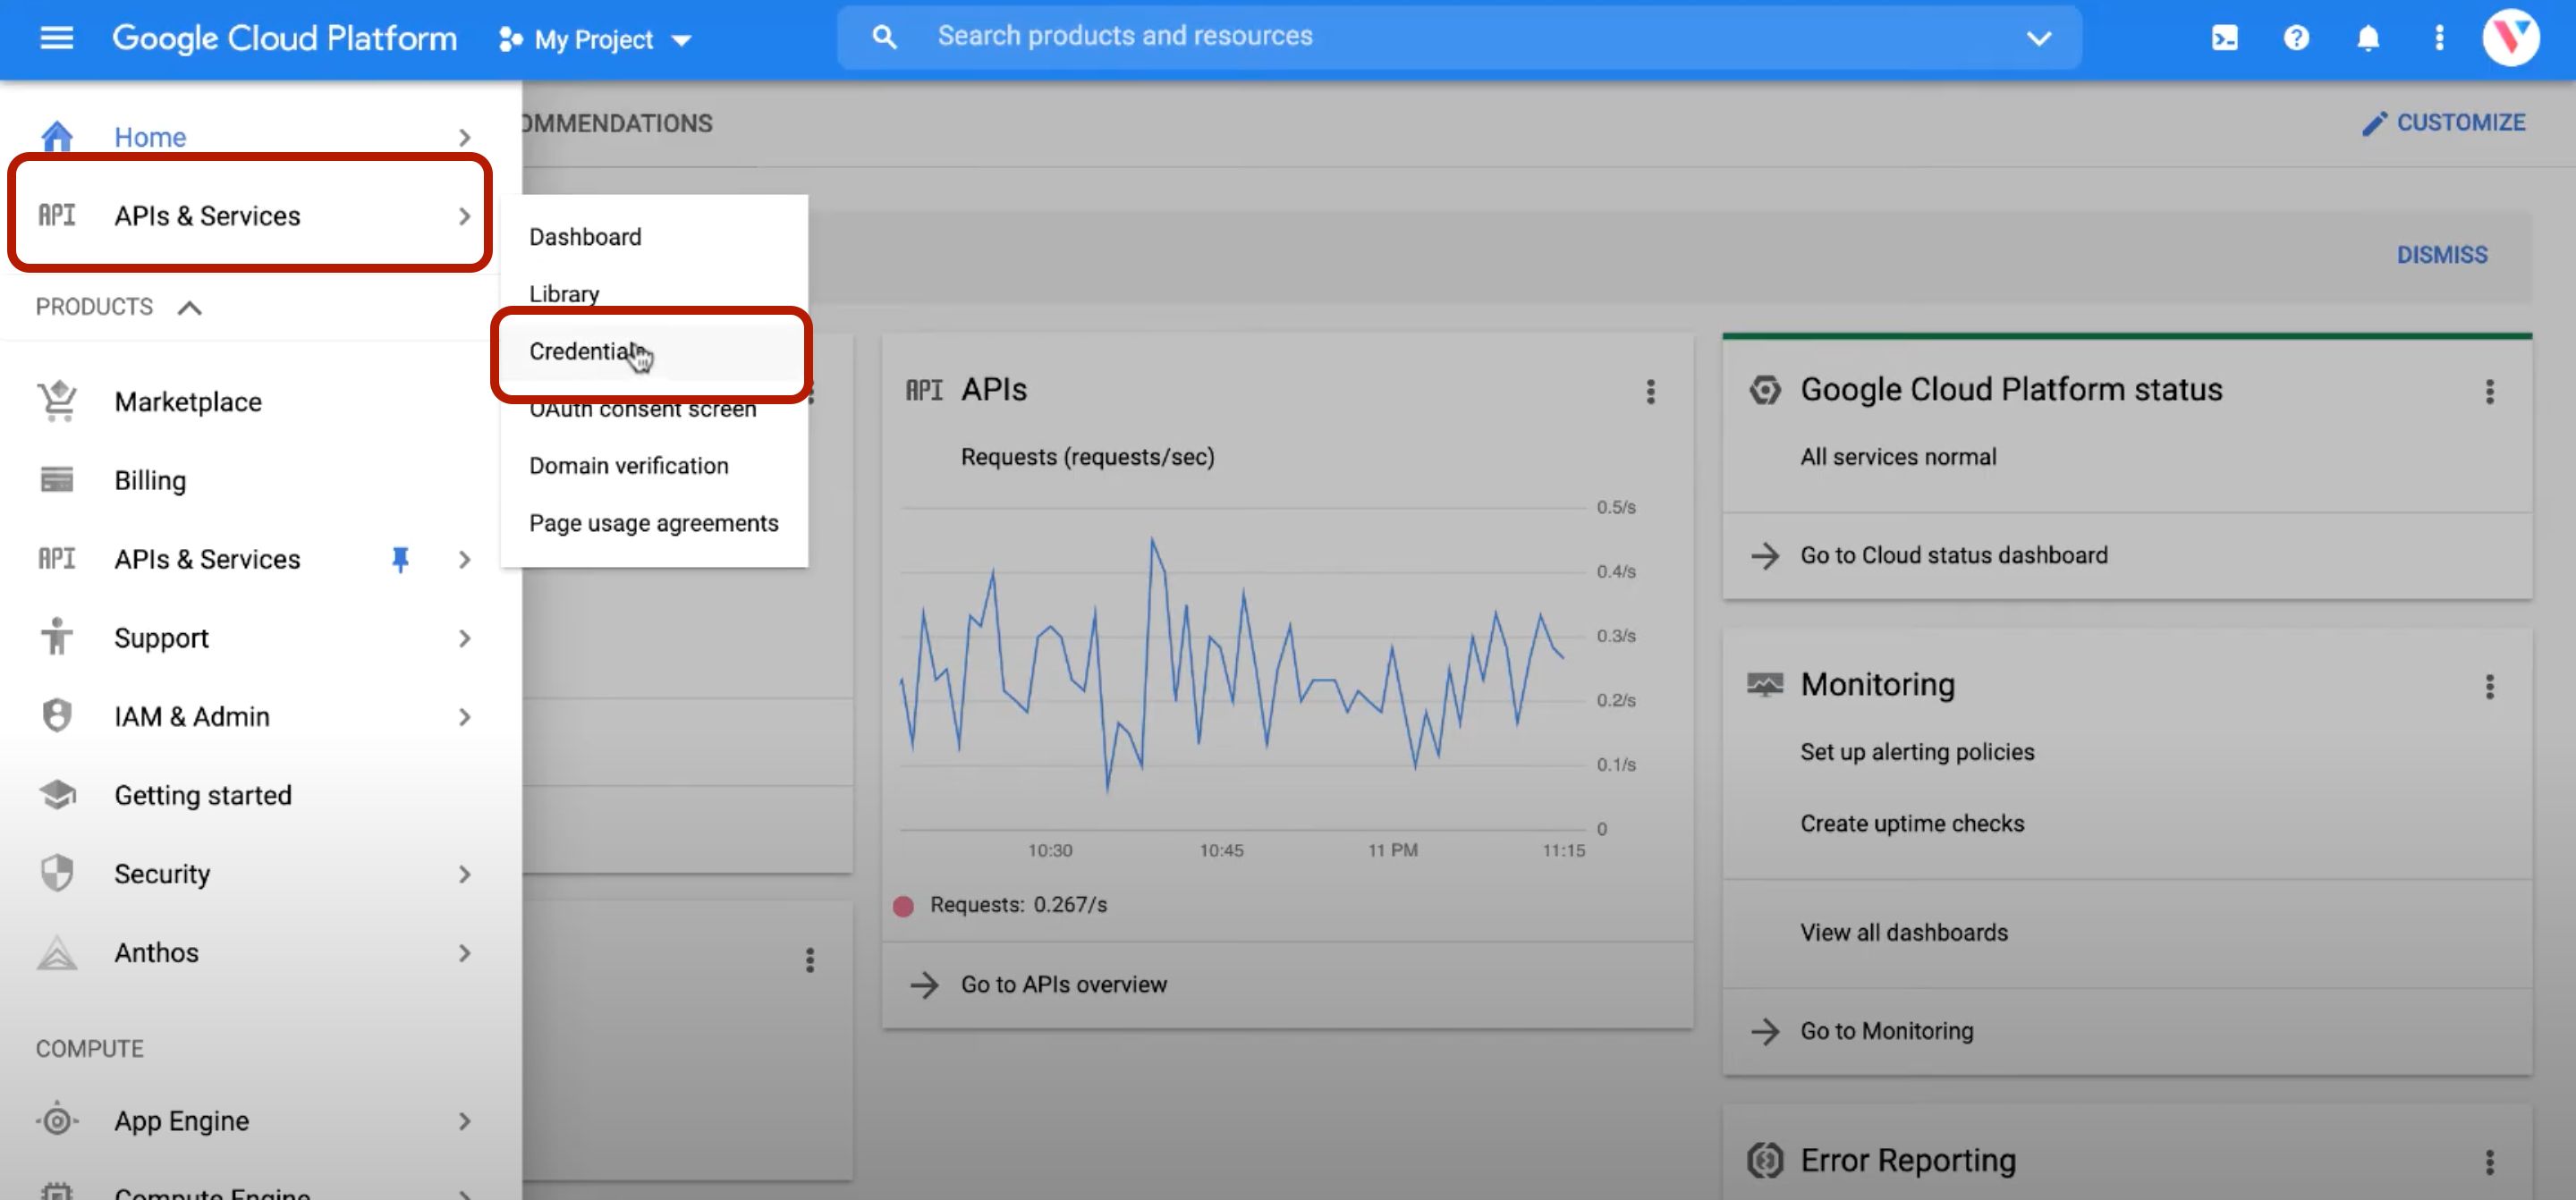 Google Cloud Platform
My Project
Search products and resources
Home
API APIs & Services
PRODUCTS
Marketplace
Billing
API APIs & Services
Support
IAM & Admin
Getting started
Security
Anthos
COMPUTE
App Engine
Compute Engine
Dashboard
Library
Credentials
OAuth consent screen
Domain verification
Page usage agreements
OMMENDATIONS
CUSTOMIZE
DISMISS
API APIs
Requests (requests/sec)
0.5/s
0.4/s
0.3/s
0.2/s
0.1/s
0
10:30 10:45 11 PM 11:15
Requests: 0.267/s
Go to APIs overview
Google Cloud Platform status
All services normal
Go to Cloud status dashboard
Monitoring
Set up alerting policies
Create uptime checks
View all dashboards
Go to Monitoring
Error Reporting